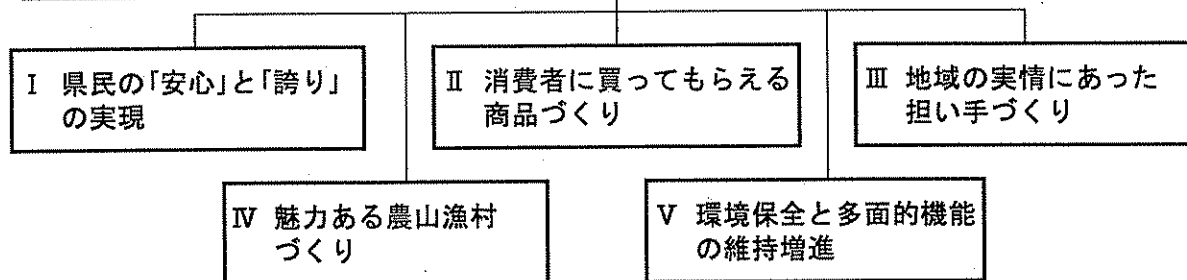 Ⅰ 県民の「安心」と「誇り」
の実現
Ⅱ 消費者に買ってもらえる
商品づくり
Ⅲ 地域の実情にあった
担い手づくり
Ⅳ 魅力ある農山漁村
づくり
Ⅴ 環境保全と多面的機能
の維持増進